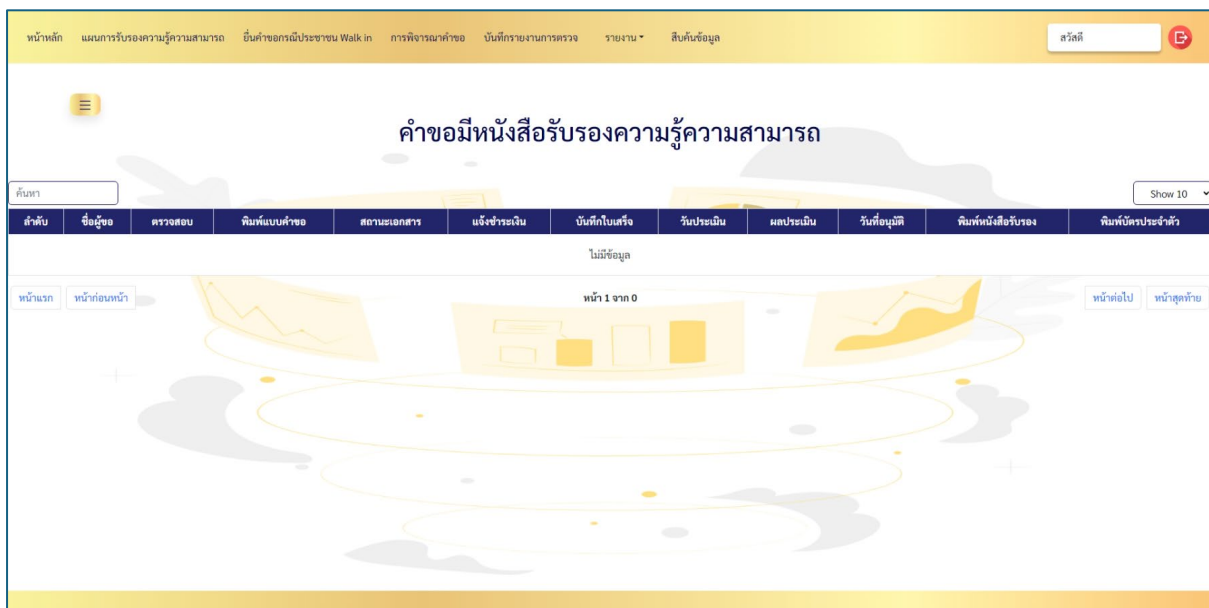 หน้าหลัก แผนการรับรองความรู้ความสามารถ ยื่นคำขอกรณีประชาชน Walk in การพิจารณาคำขอ บันทึกรายงานการตรวจ รายงาน สืบค้นข้อมูล สวัสดี
คำขอมีหนังสือรับรองความรู้ความสามารถ
ค้นหา Show 10
ลำดับ ชื่อผู้ขอ ตรวจสอบ พิมพ์แบบคำขอ สถานะเอกสาร แจ้งชำระเงิน บันทึกใบเสร็จ วันประเมิน ผลประเมิน วันที่อนุมัติ พิมพ์หนังสือรับรอง พิมพ์บัตรประจำตัว
ไม่มีข้อมูล
หน้าแรก หน้าก่อนหน้า หน้า 1 จาก 0 หน้าต่อไป หน้าสุดท้าย